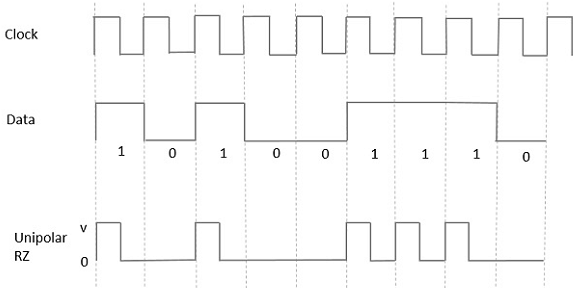 Clock
Data
1 0 1 0 0 1 1 1 0
v
Unipolar
RZ
0